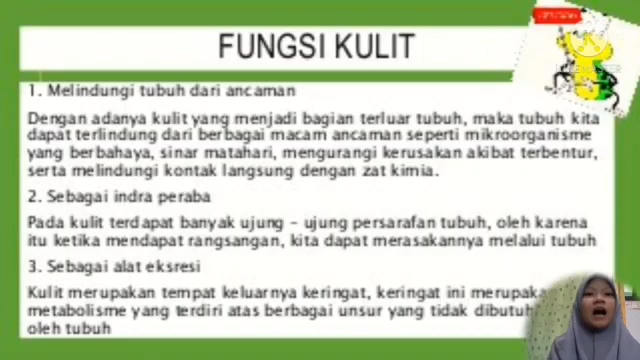 FUNGSI KULIT
1. Melindungi tubuh dari ancaman
Dengan adanya kulit yang menjadi bagian terluar tubuh, maka tubuh kita
dapat terlindung dari berbagai macam ancaman seperti mikroorganisme
yang berbahaya, sinar matahari, mengurangi kerusakan akibat terbentur,
serta melindungi kontak langsung dengan zat kimia.
2. Sebagai indra peraba
Pada kulit terdapat banyak ujung - ujung persarafan tubuh, oleh karena
itu ketika mendapat rangsangan, kita dapat merasakannya melalui tubuh
3. Sebagai alat eksresi
Kulit merupakan tempat keluarnya keringat, keringat ini
metabolisme yang terdiri atas berbagai unsur yang tidak
oleh tubuh